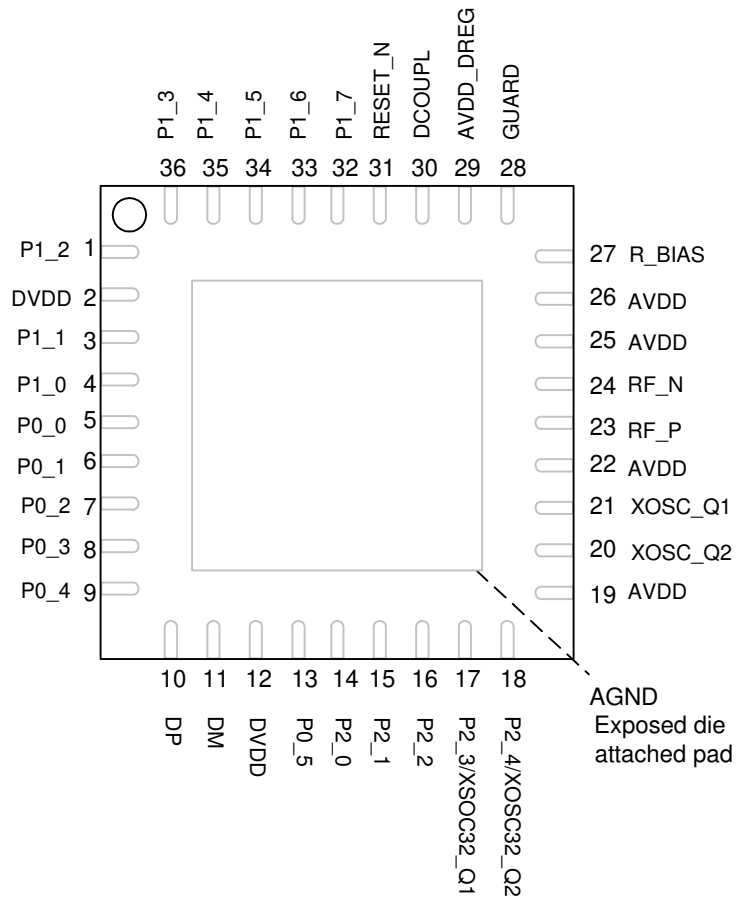 P1_3
P1_4
P1_5
P1_6
P1_7
RESET_N
DCOUPL
AVDD_DREG
GUARD
36 35 34 33 32 31 30 29 28
P1_2 1
DVDD 2
P1_1 3
P1_0 4
P0_0 5
P0_1 6
P0_2 7
P0_3 8
P0_4 9
27 R_BIAS
26 AVDD
25 AVDD
24 RF_N
23 RF_P
22 AVDD
21 XOSC_Q1
20 XOSC_Q2
19 AVDD
10 11 12 13 14 15 16 17 18
DP
DM
DVDD
P0_5
P2_0
P2_1
P2_2
P2_3/XSOC32_Q1
P2_4/XOSC32_Q2
AGND
Exposed die
attached pad